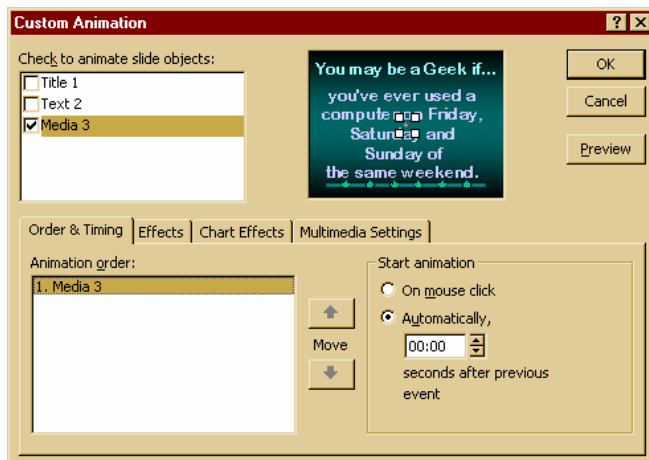 Custom Animation
Check to animate slide objects:
Title 1
Text 2
Media 3
You may be a Geek if...
you've ever used a
compute on Friday,
Saturday and
Sunday of
the same weekend.
OK
Cancel
Preview
Order & Timing
Effects
Chart Effects
Multimedia Settings
Animation order:
1. Media 3
Move
Start animation
On mouse click
Automatically,
00:00
seconds after previous
event